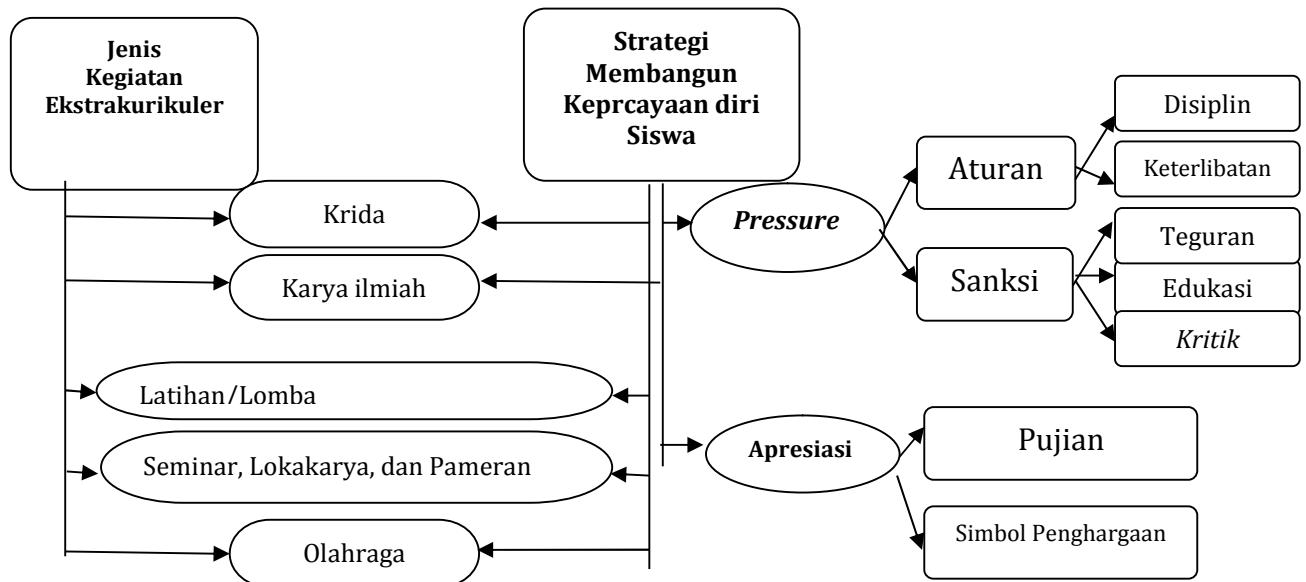 Jenis
Kegiatan
Ekstrakurikuler
Strategi
Membangun
Keprcayaan diri
Siswa
Krida
Karya ilmiah
Latihan/Lomba
Seminar, Lokakarya, dan Pameran
Olahraga
Pressure
Aturan
Sanksi
Disiplin
Keterlibatan
Teguran
Edukasi
Kritik
Apresiasi
Pujian
Simbol Penghargaan